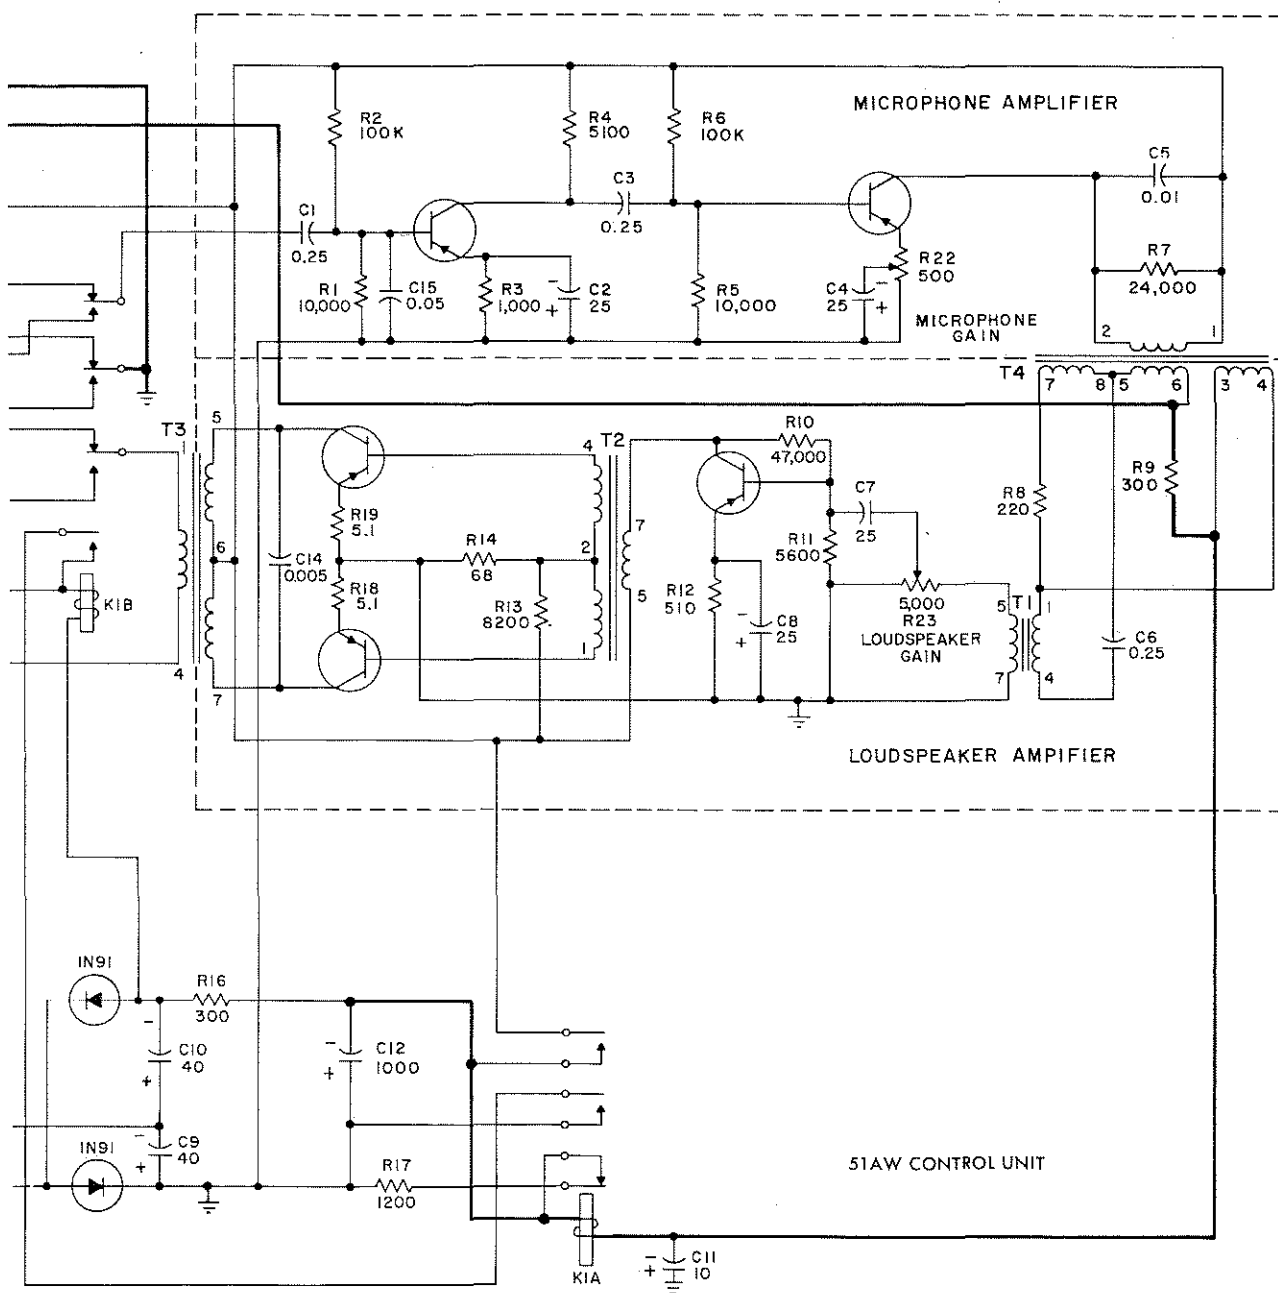 MICROPHONE AMPLIFIER
R2
100K
R4
5100
R6
100K
C5
0.01
C1
0.25
C3
0.25
R22
500
R7
24,000
R1
10,000
C15
0.05
R3
1,000
-
+
C2
25
R5
10,000
C4
25
-
+
MICROPHONE
GAIN
2
1
T4
7
8
5
6
3
4
T3
5
6
4
7
R19
5.1
C14
0.005
R18
5.1
R14
68
R13
8200
T2
4
2
1
7
5
R10
47,000
C7
25
R11
5600
R12
510
-
+
C8
25
5,000
R23
LOUDSPEAKER
GAIN
R8
220
R9
300
5
T1
1
7
4
C6
0.25
K1B
LOUDSPEAKER AMPIFIER
1N91
R16
300
-
C10
40
+
-
C12
1000
+
-
C9
40
+
1N91
R17
1200
51AW CONTROL UNIT
K1A
-
+
C11
10